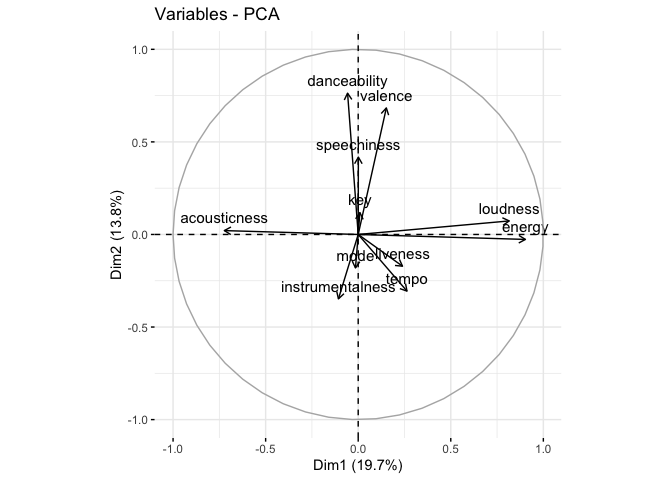 Variables - PCA
1.0
danceability
valence
0.5
speechiness
key
acousticness
loudness
energy
0.0
mode
liveness
tempo
instrumentalness
-0.5
-1.0
-1.0
-0.5
0.0
0.5
1.0
Dim1 (19.7%)
Dim2 (13.8%)